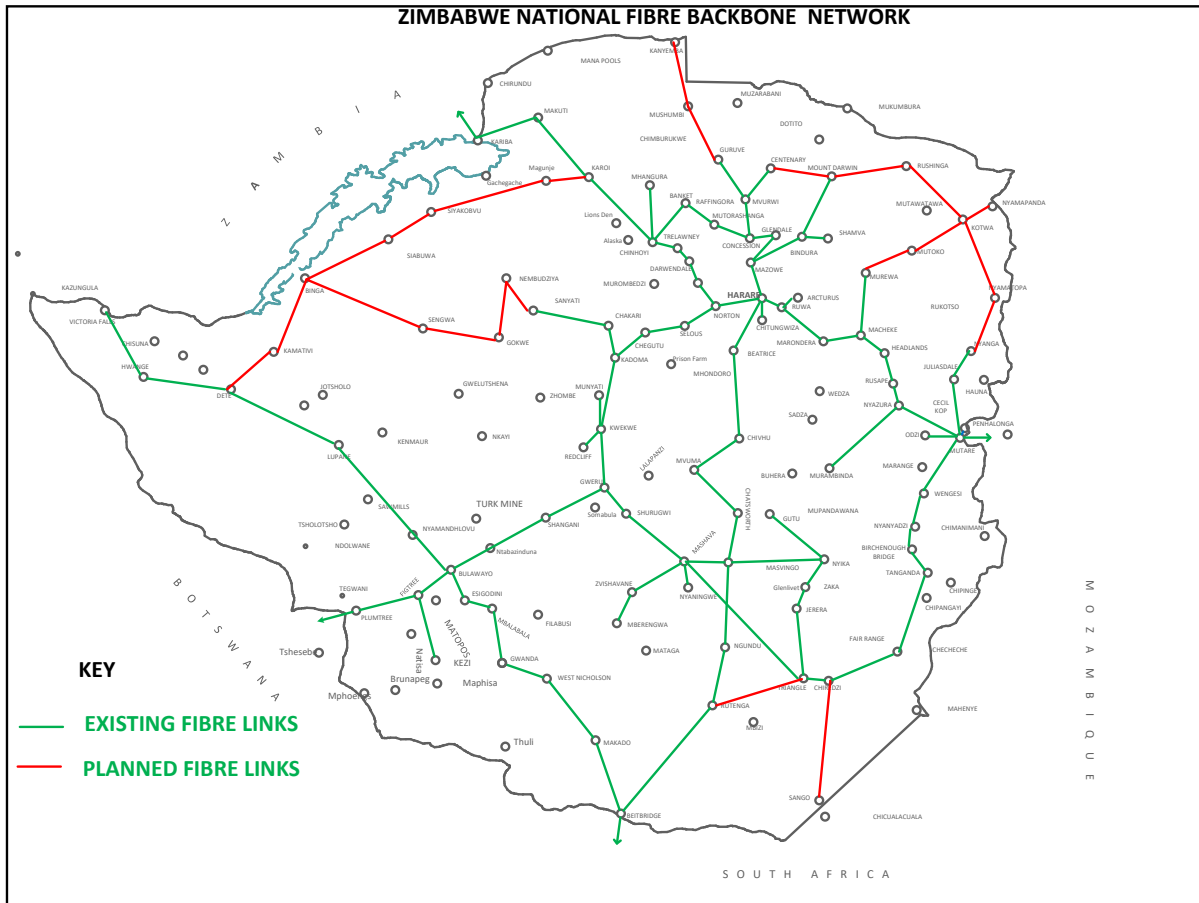 ZIMBABWE NATIONAL FIBRE BACKBONE NETWORK
KANYEMBA
MANA POOLS
CHIRUNDU
ZAMBIA
MAKUTI
MUSHUMBI
MUZARABANI
MUKUMBURA
KARIBA
CHIMBURUKWE
DOTITO
GURUVE
CENTENARY
MOUNT DARWIN
RUSHINGA
Magunje
KAROI
Gachegache
MHANGURA
BANKET
RAFFINGORA
MVURWI
MUTAWATAWA
NYAMAPANDA
SIYAKOBVU
Lions Den
MUTORASHANGA
KOTWA
Alaska
TRELAWNEY
GLENDALE
CONCESSION
SHAMVA
SIABUWA
CHINHOYI
BINDURA
MUTOKO
DARWENDALE
MAZOWE
BINGA
NEMBUDZIYA
MUROMBEDZI
MUREWA
KAZUNGULA
HARARE
ARCTURUS
NYAMATOPA
VICTORIA FALLS
SANYATI
NORTON
RUWA
RUKOTSO
SENGWA
CHAKARI
SELOUS
CHITUNGWIZA
MACHEKE
CHISUNA
GOKWE
CHEGUTU
MARONDERA
KAMATIVI
KADOMA
BEATRICE
HEADLANDS
NYANGA
HWANGE
Prison Farm
MHONDORO
JULIASDALE
DETE
JOTSHOLO
GWELUTSHENA
MUNYATI
ZHOMBE
WEDZA
RUSAPE
HAUNA
NYAZURA
CECIL
KOP
SADZA
KENMAUR
NKAYI
KWEKWE
PENHALONGA
ODZI
LUPANE
REDCLIFF
CHIVHU
MUTARE
LALAPANZI
MVUMA
BUHERA
MURAMBINDA
MARANGE
GWERU
WENGESI
SAWMILLS
TURK MINE
Somabula
CHATSWORTH
GUTU
MUPANDAWANA
TSHOLOTSHO
NYAMANDHLOVU
SHANGANI
SHURUGWI
NYANYADZI
CHIMANIMANI
NDOLWANE
Ntabazinduna
MASHAVA
BIRCHENOUGH
BRIDGE
BULAWAYO
MASVINGO
NYIKA
TANGANDA
BOTSWANA
TEGWANI
FIGTREE
ZVISHAVANE
NYANINGWE
Glenlivet
ZAKA
CHIPINGE
ESIGODINI
CHIPANGAYI
PLUMTREE
MBALABALA
FILABUSI
MBERENGWA
JERERA
MATOPOS
FAIR RANGE
Tshesebe
Natisa
KEZI
GWANDA
MATAGA
NGUNDU
CHECHECHE
KEY
Brunapeg
Maphisa
WEST NICHOLSON
TRIANGLE
CHIREDZI
Mphoengs
RUTENGA
MAHENYE
MBIZI
EXISTING FIBRE LINKS
Thuli
MAKADO
PLANNED FIBRE LINKS
SANGO
BEITBRIDGE
CHICUALACUALA
MOZAMBIQUE
SOUTH AFRICA